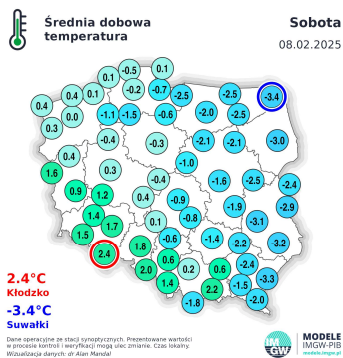 Średnia dobowa
temperatura
Sobota
08.02.2025
0.1 -0.5 0.1
0.4 0.4 0.1 -0.2 -0.7 -2.5 -2.5 -3.4
0.3 0.0 -1.1 -1.5 -0.6 -2.0 -2.5
0.4 -0.4 -0.3 -2.1 -2.1 -3.0
1.6 0.3 -1.0
0.9 1.2 -0.4 -1.6 -2.5 -2.4
0.4 -0.9 -1.9 -2.9
1.4 1.7 0.1 -0.8 -3.1
1.5 -0.6 -1.4 2.2 -3.2
2.4 1.8 0.6
2.0 0.2 0.6 -2.4
1.4 2.2 -1.5 -3.3
-1.8 -2.0
2.4°C
Kłodzko
-3.4°C
Suwałki
Dane operacyjne ze stacji synoptycznych. Prezentowane wartości
w procesie kontroli i weryfikacji mogą ulec zmianie. Czas lokalny.
Wizualizacja danych: dr Alan Mandal
IM
GW
MODELE
IMGW-PIB
modele.imgw.pl